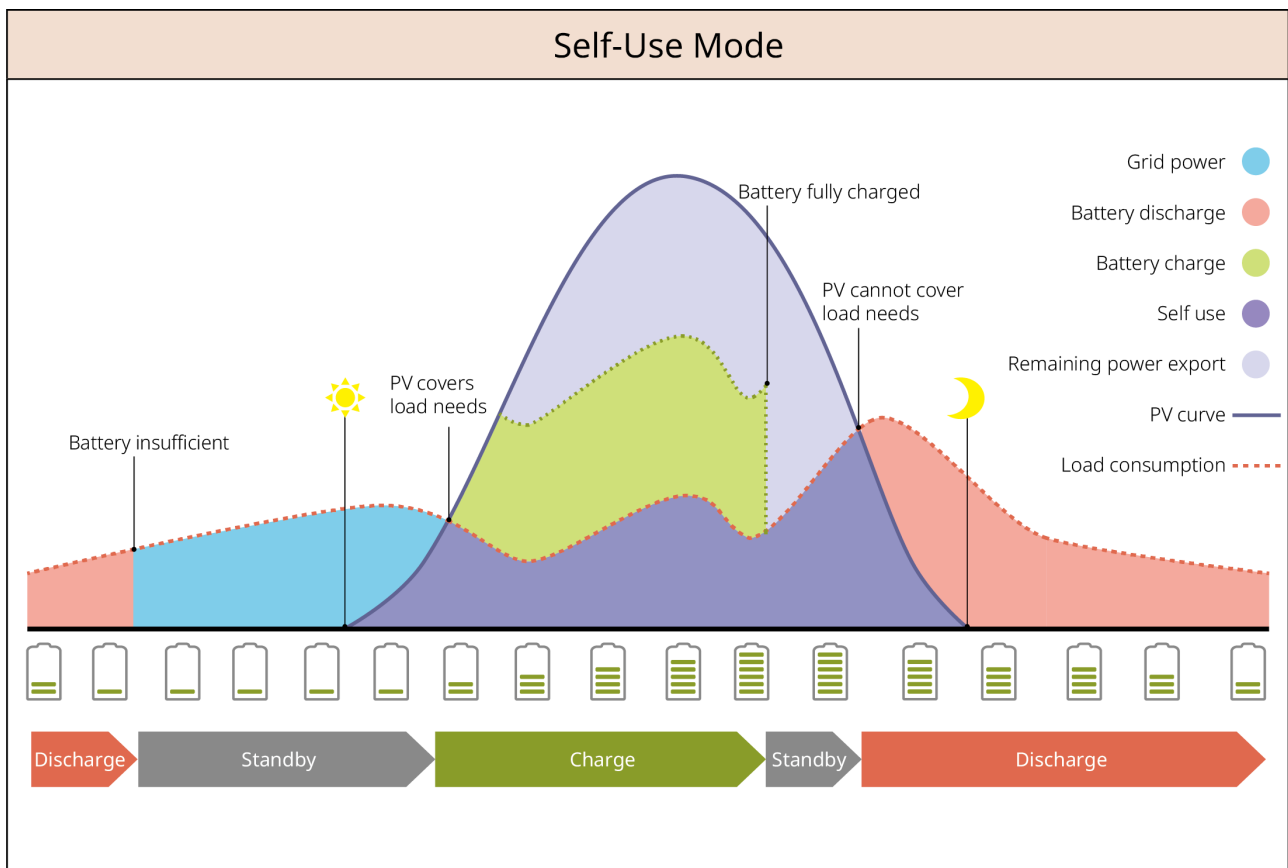 Self-Use Mode
Grid power
Battery discharge
Battery charge
Self use
Remaining power export
PV curve
Load consumption
Battery fully charged
PV cannot cover
load needs
PV covers
load needs
Battery insufficient
Discharge
Standby
Charge
Standby
Discharge